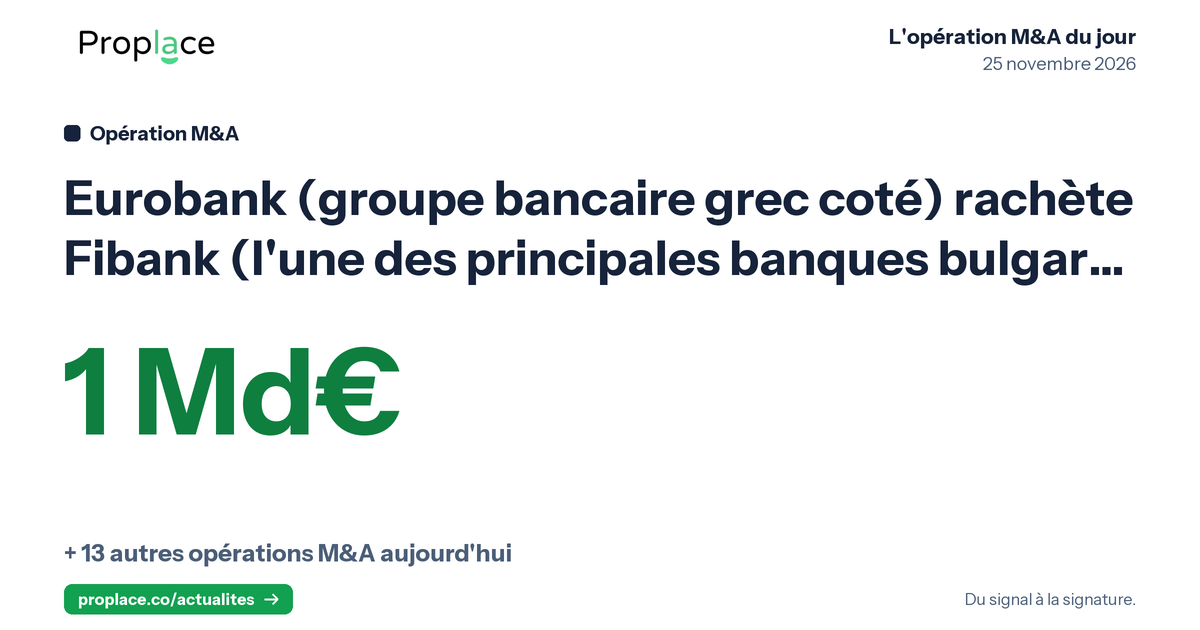 Proplace
L'opération M&A du jour
25 novembre 2026
Opération M&A
Eurobank (groupe bancaire grec coté) rachète
Fibank (l'une des principales banques bulgar...
1 Md€
+ 13 autres opérations M&A aujourd'hui
proplace.co/actualites →
Du signal à la signature.